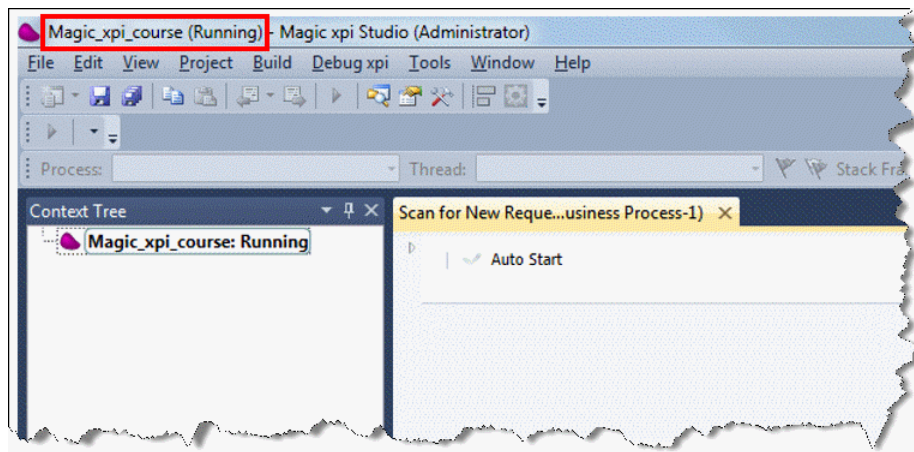 Magic_xpi_course (Running) - Magic xpi Studio (Administrator)
File Edit View Project Build Debug xpi Tools Window Help
Process: Thread: Stack Fra
Context Tree Scan for New Reque...usiness Process-1)
Magic_xpi_course: Running
Auto Start